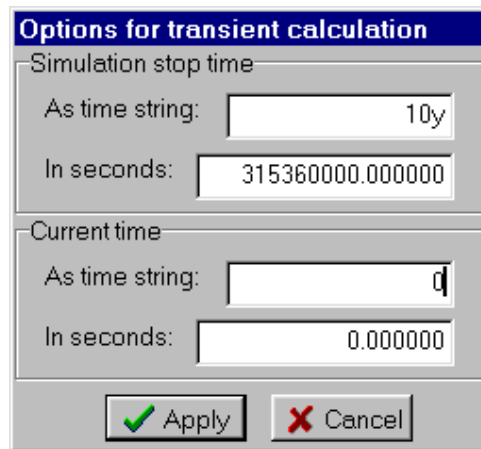 Options for transient calculation
Simulation stop time
As time string: 10y
In seconds: 315360000.000000
Current time
As time string: 0
In seconds: 0.000000
Apply Cancel